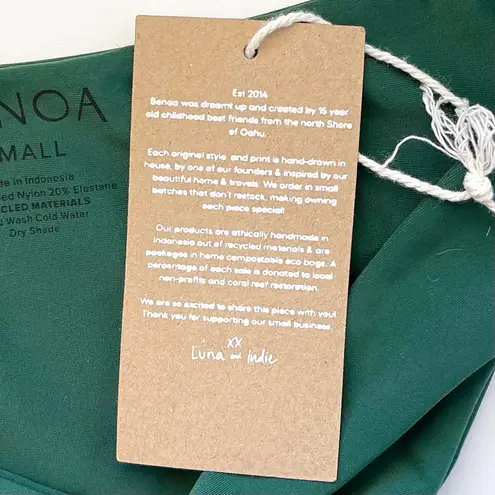 NOA
MALL
de in Indonesia
ed Nylon 20% Elastane
CLED MATERIALS
Wash Cold Water
Dry Shade
Est 2014
Benoa was dreamt up and created by 15 year
old childhood best friends from the north Shore
of Oahu.
Each original style, and print is hand-drawn in
house, by one of our founders & inspired by our
beautiful home & travels. We order in small
batches that don't restock, making owning
each piece special!
Our products are ethically handmade in
Indonesia out of recycled materials & are
packages in home compostable eco bags. A
percentage of each sale is donated to local
non-profits and coral reef restoration.
We are so excited to share this piece with you!
Thank you for supporting our small business.
XX
Luna and Indie